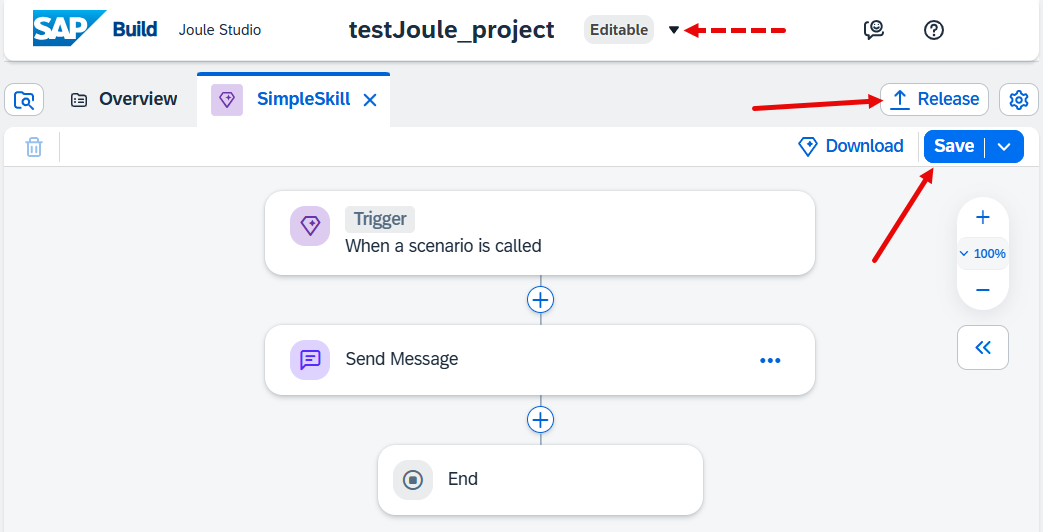 SAP Build Joule Studio testJoule_project Editable
Overview SimpleSkill Release
Download Save
Trigger
When a scenario is called
100%
Send Message
End